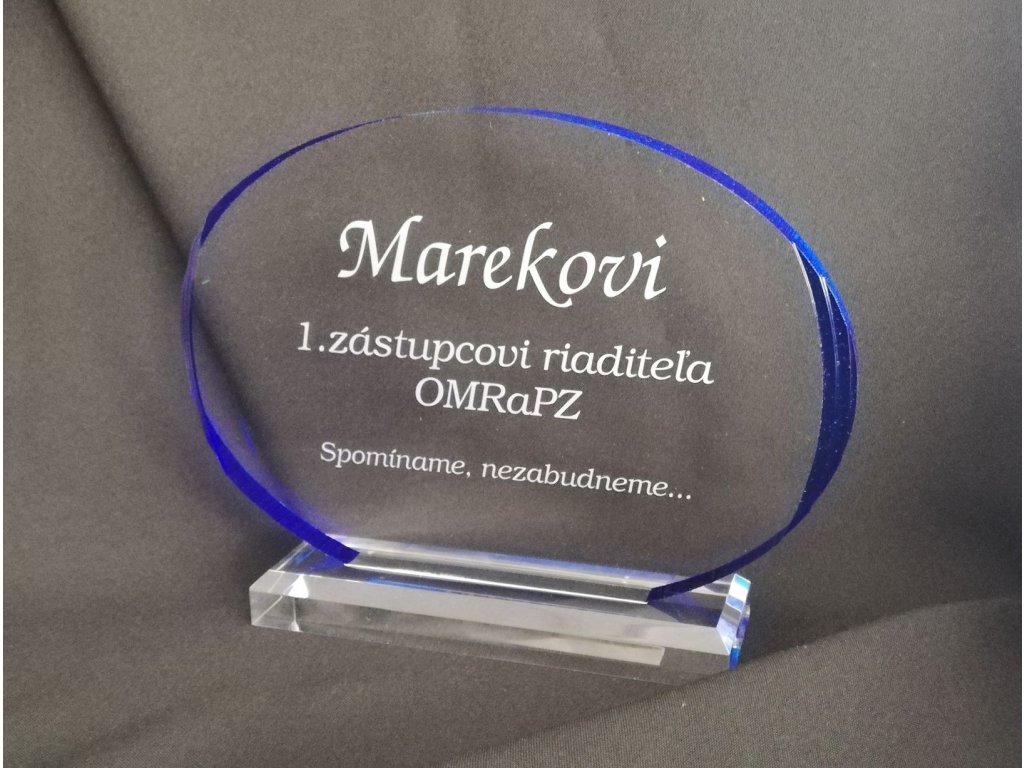 Marekovi
1.zástupcovi riaditeľa
OMRaPZ
Spomíname, nezabudneme...